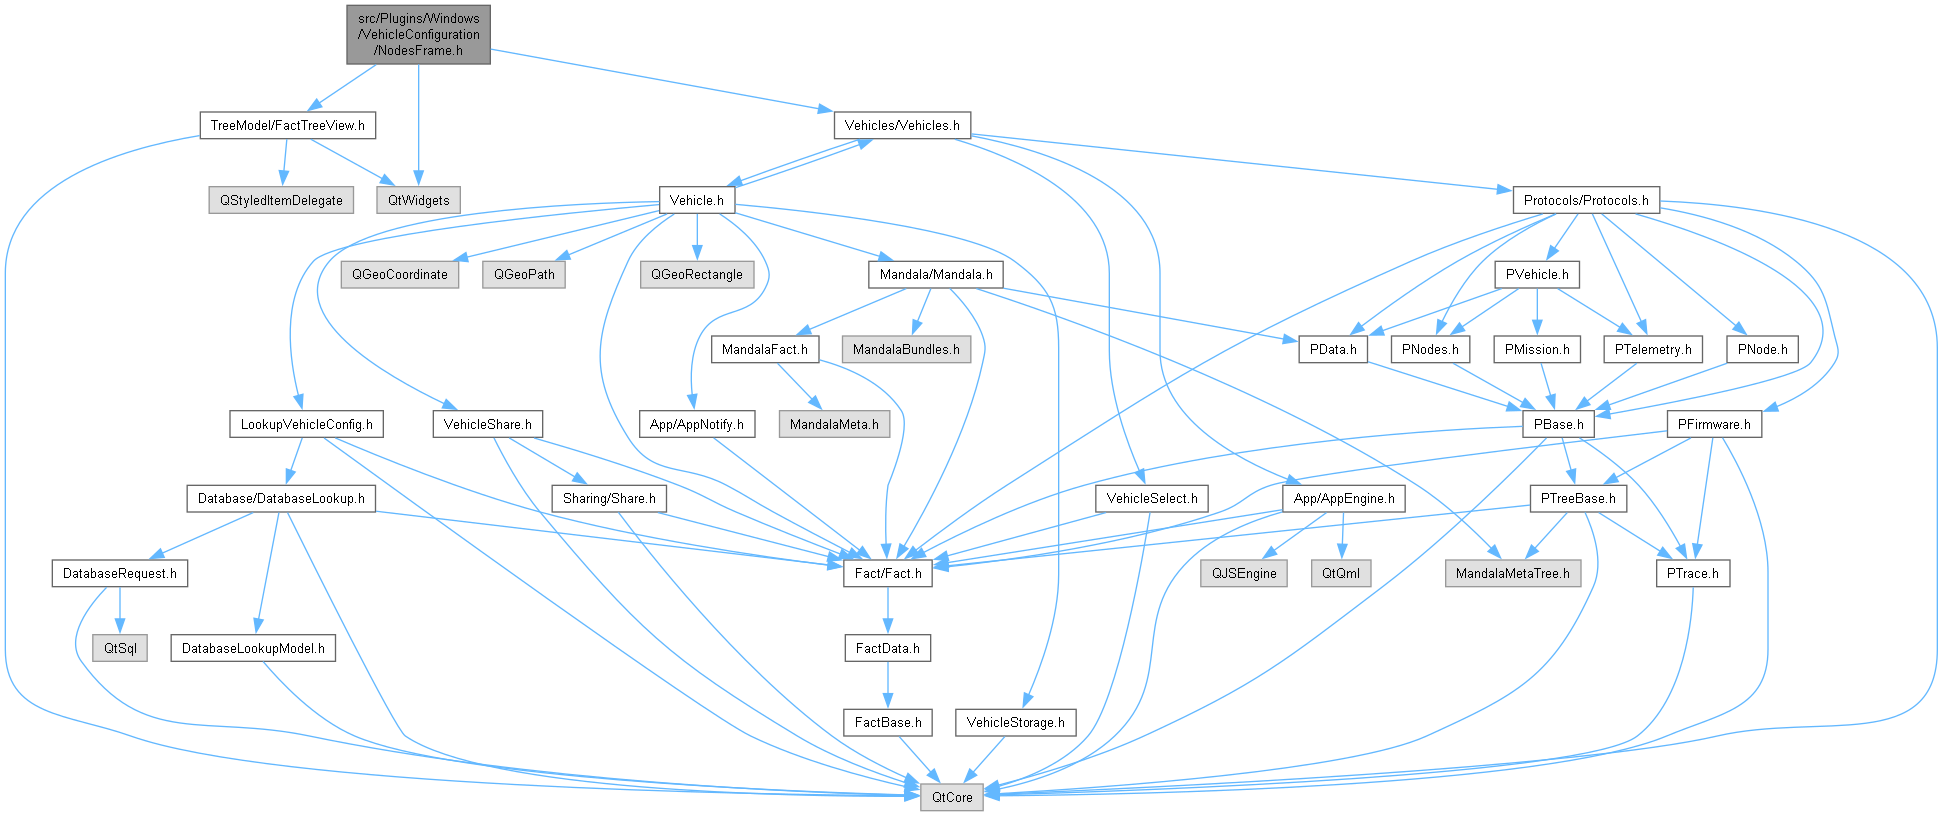 src/Plugins/Windows
/VehicleConfiguration
/NodesFrame.h
TreeModel/FactTreeView.h
Vehicles/Vehicles.h
QStyledItemDelegate
QtWidgets
Vehicle.h
Protocols/Protocols.h
QGeoCoordinate
QGeoPath
QGeoRectangle
Mandala/Mandala.h
PVehicle.h
MandalaFact.h
MandalaBundles.h
PData.h
PNodes.h
PMission.h
PTelemetry.h
PNode.h
LookupVehicleConfig.h
VehicleShare.h
App/AppNotify.h
MandalaMeta.h
PBase.h
PFirmware.h
Database/DatabaseLookup.h
Sharing/Share.h
VehicleSelect.h
App/AppEngine.h
PTreeBase.h
DatabaseRequest.h
Fact/Fact.h
QJSEngine
QtQml
MandalaMetaTree.h
PTrace.h
QtSql
DatabaseLookupModel.h
FactData.h
FactBase.h
VehicleStorage.h
QtCore